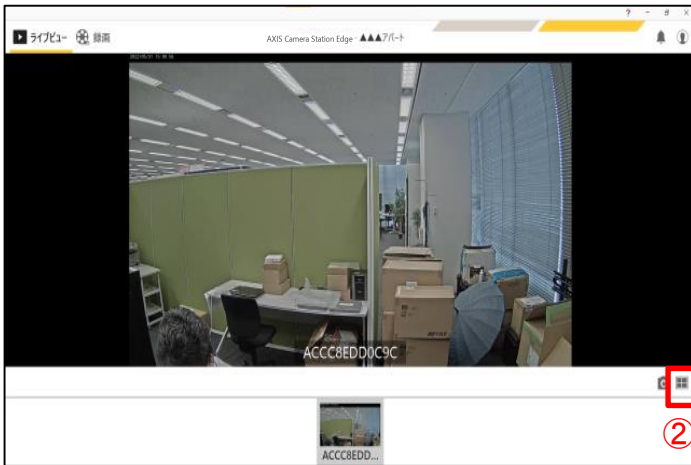 ? - ×
ライブビュー 録画
AXIS Camera Station Edge - ▲▲▲アパート
ACCC8EDD0C9C
②
ACCC8EDD...